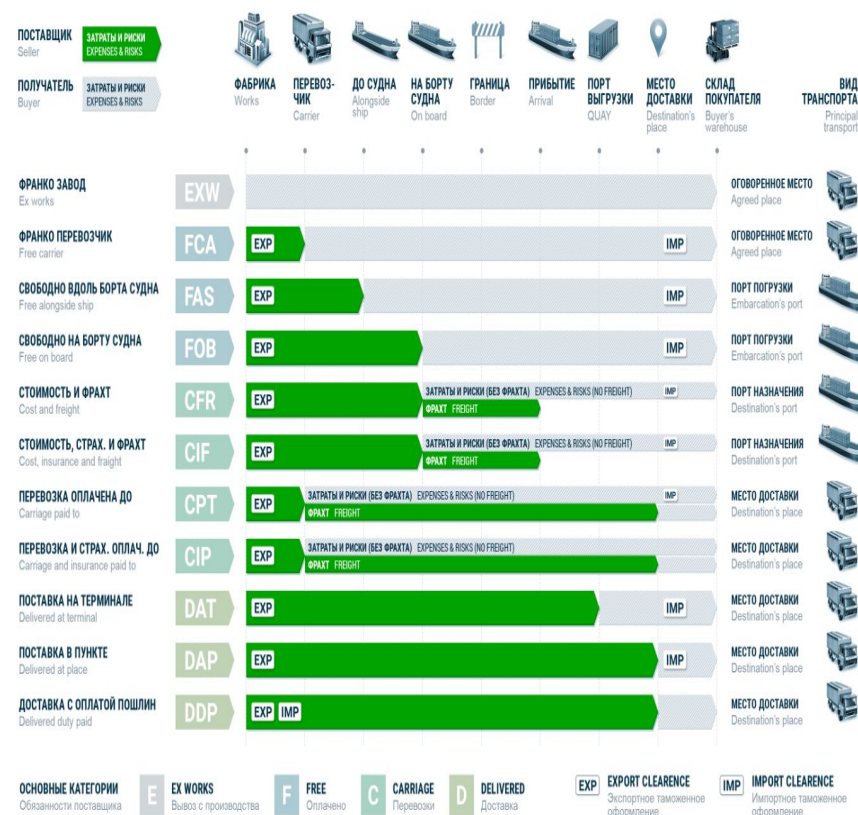 ПОСТАВЩИК
Seller
ЗАТРАТЫ И РИСКИ
EXPENSES & RISKS
ПОЛУЧАТЕЛЬ
Buyer
ЗАТРАТЫ И РИСКИ
EXPENSES & RISKS
ФАБРИКА
Works
ПЕРЕВОЗ-
ЧИК
Carrier
ДО СУДНА
Alongside
ship
НА БОРТУ
СУДНА
On board
ГРАНИЦА
Border
ПРИБЫТИЕ
Arrival
ПОРТ
ВЫГРУЗКИ
QUAY
МЕСТО
ДОСТАВКИ
Destination's
place
СКЛАД
ПОКУПАТЕЛЯ
Buyer's
warehouse
ВИД
ТРАНСПОРТА
Principal
transport
ФРАНКО ЗАВОД
Ex works
EXW
ОГОВОРЕННОЕ МЕСТО
Agreed place
ФРАНКО ПЕРЕВОЗЧИК
Free carrier
FCA
EXP
IMP
ОГОВОРЕННОЕ МЕСТО
Agreed place
СВОБОДНО ВДОЛЬ БОРТА СУДНА
Free alongside ship
FAS
EXP
IMP
ПОРТ ПОГРУЗКИ
Embarcation's port
СВОБОДНО НА БОРТУ СУДНА
Free on board
FOB
EXP
IMP
ПОРТ ПОГРУЗКИ
Embarcation's port
СТОИМОСТЬ И ФРАХТ
Cost and freight
CFR
EXP
ЗАТРАТЫ И РИСКИ (БЕЗ ФРАХТА) EXPENSES & RISKS (NO FREIGHT)
IMP
ФРАХТ FREIGHT
ПОРТ НАЗНАЧЕНИЯ
Destination's port
СТОИМОСТЬ, СТРАХ. И ФРАХТ
Cost, insurance and freight
CIF
EXP
ЗАТРАТЫ И РИСКИ (БЕЗ ФРАХТА) EXPENSES & RISKS (NO FREIGHT)
IMP
ФРАХТ FREIGHT
ПОРТ НАЗНАЧЕНИЯ
Destination's port
ПЕРЕВОЗКА ОПЛАЧЕНА ДО
Carriage paid to
CPT
EXP
ЗАТРАТЫ И РИСКИ (БЕЗ ФРАХТА) EXPENSES & RISKS (NO FREIGHT)
IMP
ФРАХТ FREIGHT
МЕСТО ДОСТАВКИ
Destination's place
ПЕРЕВОЗКА И СТРАХ. ОПЛАЧ. ДО
Carriage and insurance paid to
CIP
EXP
ЗАТРАТЫ И РИСКИ (БЕЗ ФРАХТА) EXPENSES & RISKS (NO FREIGHT)
ФРАХТ FREIGHT
МЕСТО ДОСТАВКИ
Destination's place
ПОСТАВКА НА ТЕРМИНАЛЕ
Delivered at terminal
DAT
EXP
IMP
МЕСТО ДОСТАВКИ
Destination's place
ПОСТАВКА В ПУНКТЕ
Delivered at place
DAP
EXP
IMP
МЕСТО ДОСТАВКИ
Destination's place
ДОСТАВКА С ОПЛАТОЙ ПОШЛИН
Delivered duty paid
DDP
EXP IMP
МЕСТО ДОСТАВКИ
Destination's place
ОСНОВНЫЕ КАТЕГОРИИ
Обязанности поставщика
E
EX WORKS
Вывоз с производства
F
FREE
Оплачено
C
CARRIAGE
Перевозки
D
DELIVERED
Доставка
EXP
EXPORT CLEARENCE
Экспортное таможенное
оформление
IMP
IMPORT CLEARENCE
Импортное таможенное
оформление